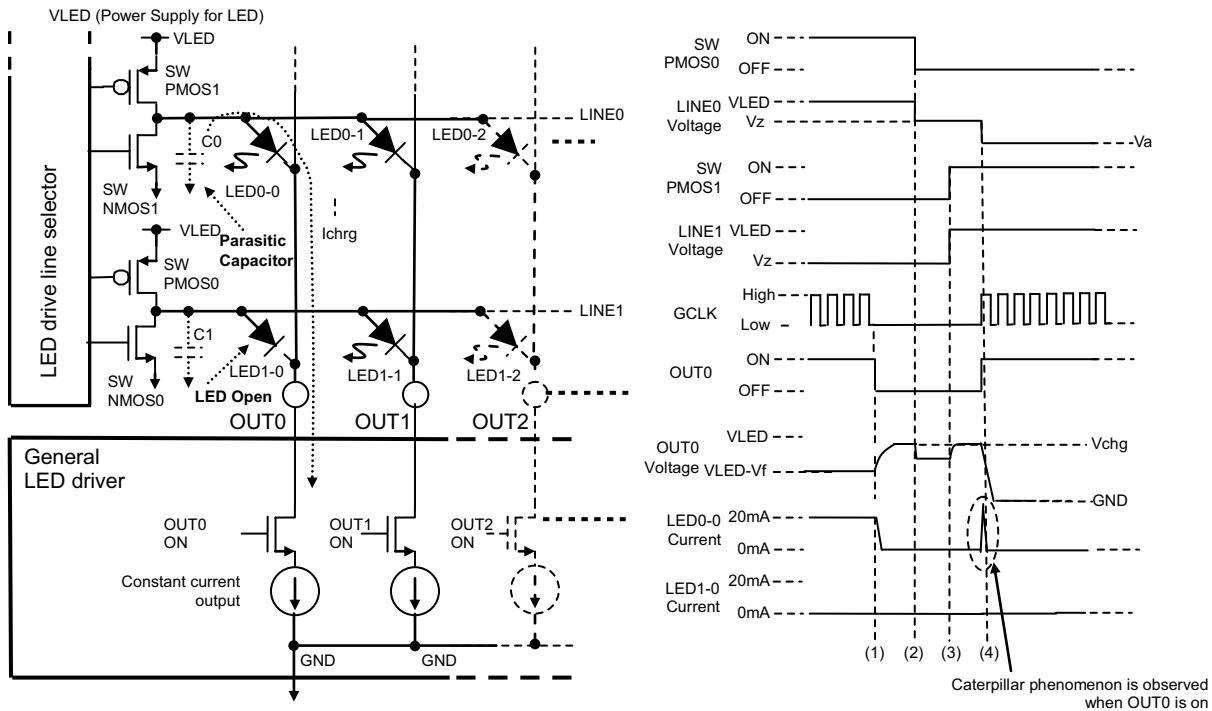 VLED (Power Supply for LED)
VLED
SW
PMOS1
LED drive line selector
C0
LED0-0
LED0-1
LED0-2
LINE0
SW
NMOS1
VLED
Parasitic
Capacitor
Ichrg
SW
PMOS0
LINE1
C1
LED1-0
LED1-1
LED1-2
SW
NMOS0
LED Open
OUT0
OUT1
OUT2
General
LED driver
OUT0
ON
OUT1
ON
OUT2
ON
Constant current
output
GND
GND
SW
PMOS0
ON
OFF
LINE0
Voltage
VLED
Vz
Va
SW
PMOS1
ON
OFF
LINE1
Voltage
VLED
Vz
GCLK
High
Low
OUT0
ON
OFF
OUT0
Voltage
VLED
VLED-Vf
Vchg
GND
LED0-0
Current
20mA
0mA
LED1-0
Current
20mA
0mA
(1)
(2)
(3)
(4)
Caterpillar phenomenon is observed
when OUT0 is on